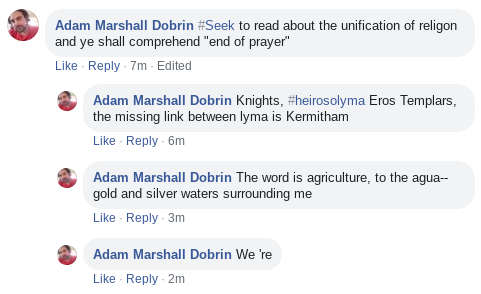 Adam Marshall Dobrin #Seek to read about the unification of religon
and ye shall comprehend "end of prayer"
Like · Reply · 7m · Edited
Adam Marshall Dobrin Knights, #heirosolyma Eros Templars,
the missing link between lyma is Kermitham
Like · Reply · 6m
Adam Marshall Dobrin The word is agriculture, to the agua--
gold and silver waters surrounding me
Like · Reply · 3m
Adam Marshall Dobrin We 're
Like · Reply · 2m